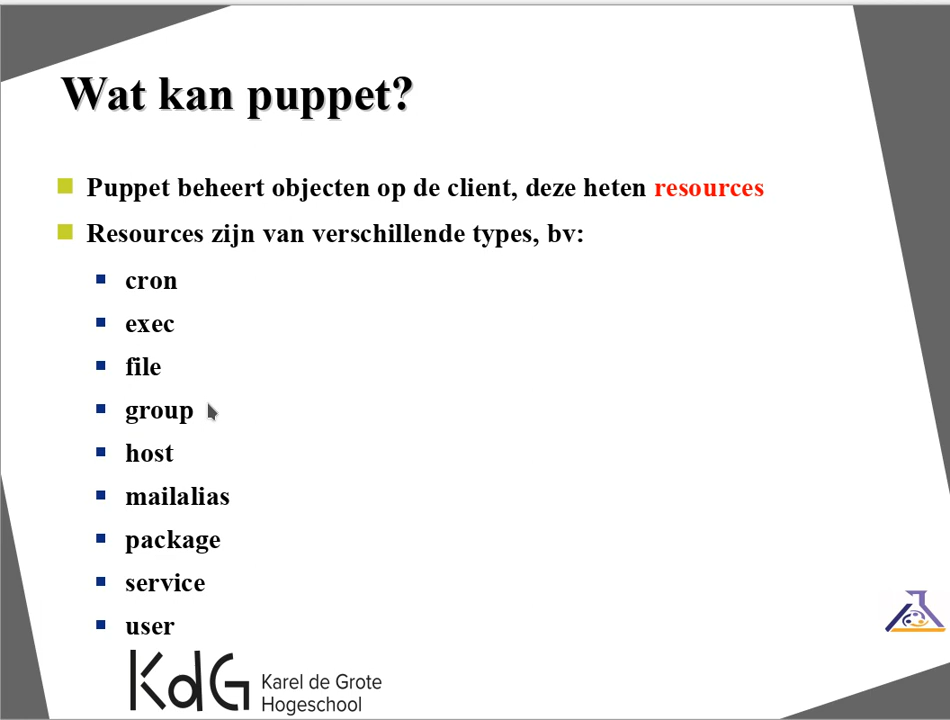 Wat kan puppet?
Puppet beheert objecten op de client, deze heten resources
Resources zijn van verschillende types, bv:
cron
exec
file
group
host
mailalias
package
service
user
KdG Karel de Grote
Hogeschool